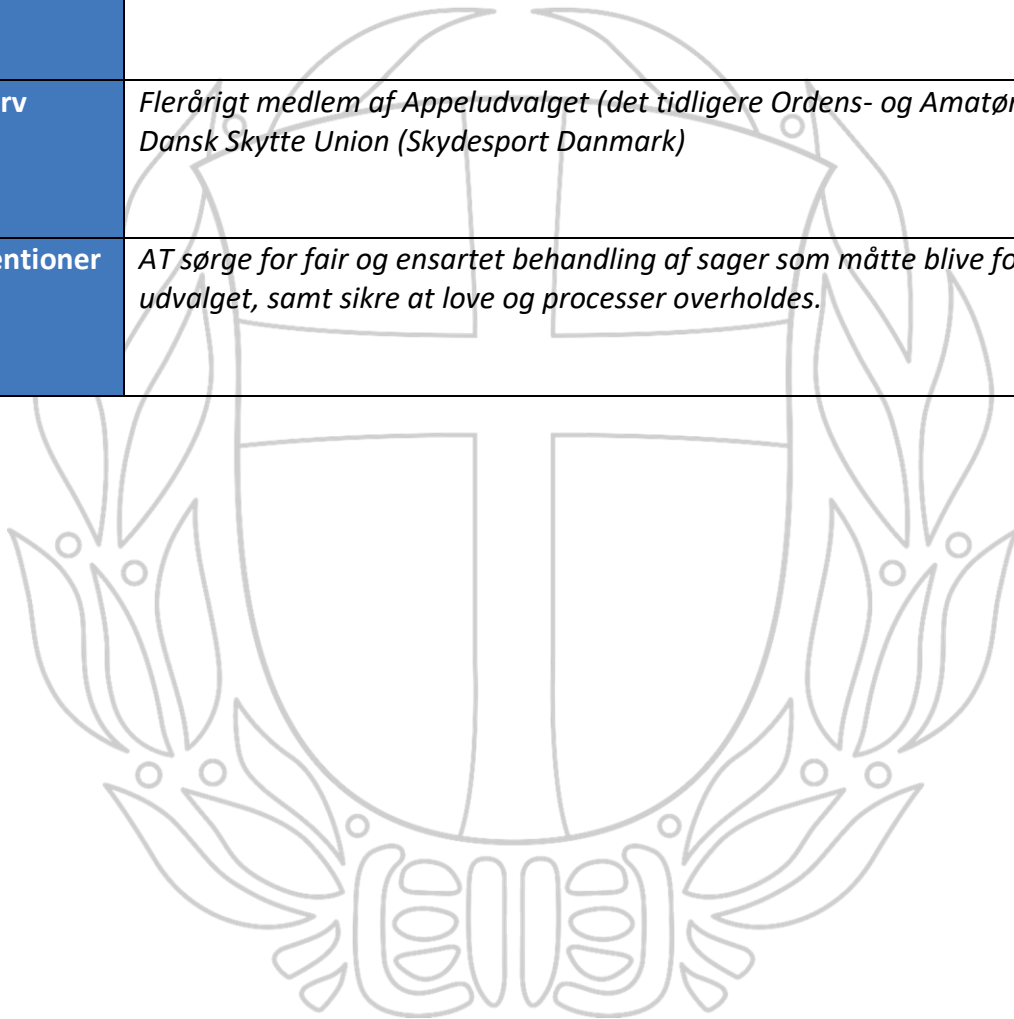 rv
Flerårigt medlem af Appeludvalget (det tidligere Ordens- og Amatør
Dansk Skytte Union (Skydesport Danmark)
entioner
AT sørge for fair og ensartet behandling af sager som måtte blive fo
udvalget, samt sikre at love og processer overholdes.